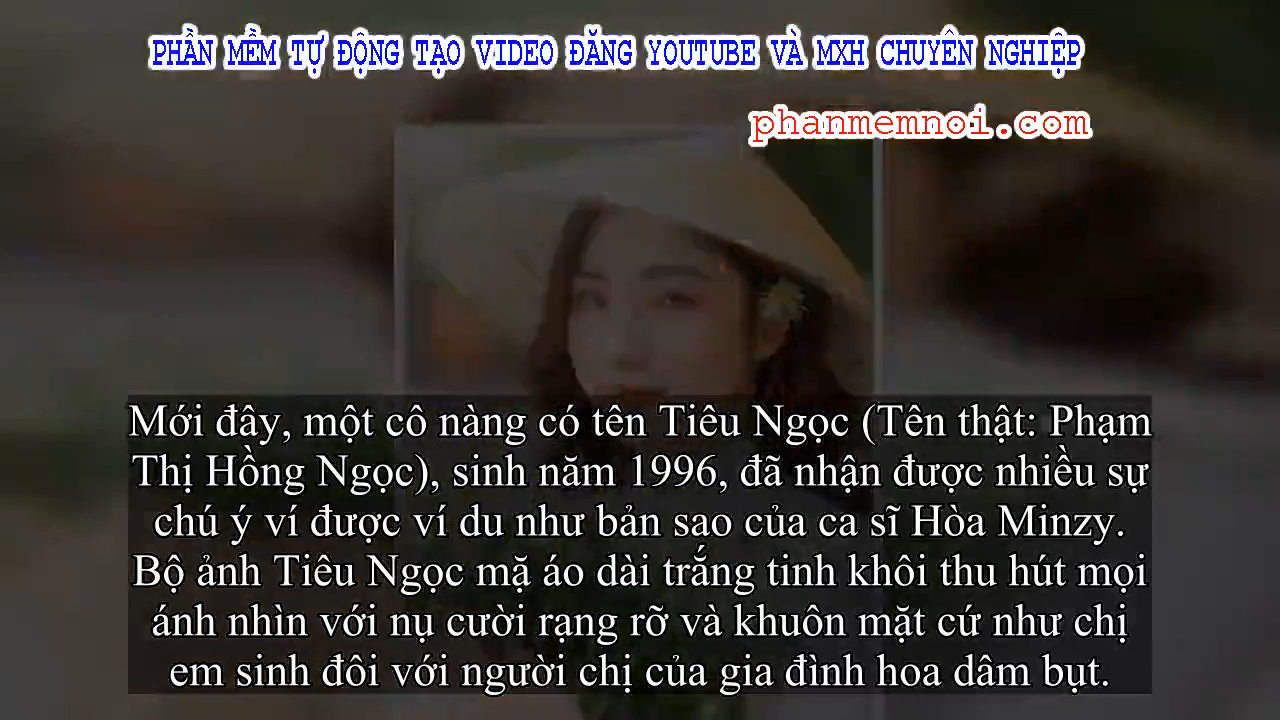 PHẦN MỀM TỰ ĐỘNG TẠO VIDEO ĐĂNG YOUTUBE VÀ MXH CHUYÊN NGHIỆP
phanmemnoi.com
Mới đây, một cô nàng có tên Tiêu Ngọc (Tên thật: Phạm
Thị Hồng Ngọc), sinh năm 1996, đã nhận được nhiều sự
chú ý ví được ví du như bản sao của ca sĩ Hòa Minzy.
Bộ ảnh Tiêu Ngọc mặ áo dài trắng tinh khôi thu hút mọi
ánh nhìn với nụ cười rạng rỡ và khuôn mặt cứ như chị
em sinh đôi với người chị của gia đình hoa dâm bụt.